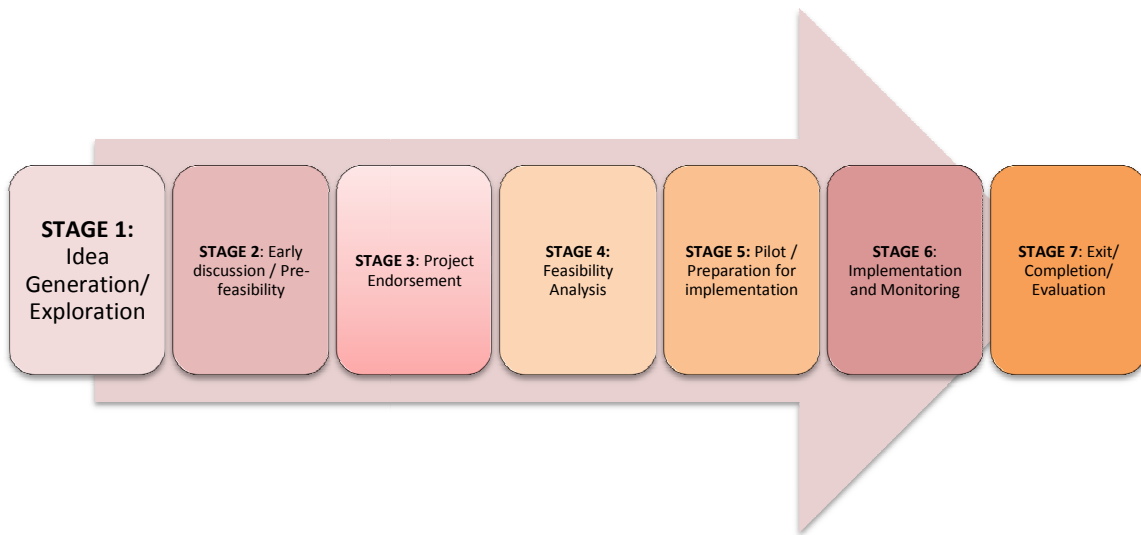 STAGE 1:
Idea
Generation/
Exploration
STAGE 2: Early
discussion / Pre-
feasibility
STAGE 3: Project
Endorsement
STAGE 4:
Feasibility
Analysis
STAGE 5: Pilot /
Preparation for
implementation
STAGE 6:
Implementation
and Monitoring
STAGE 7: Exit/
Completion/
Evaluation